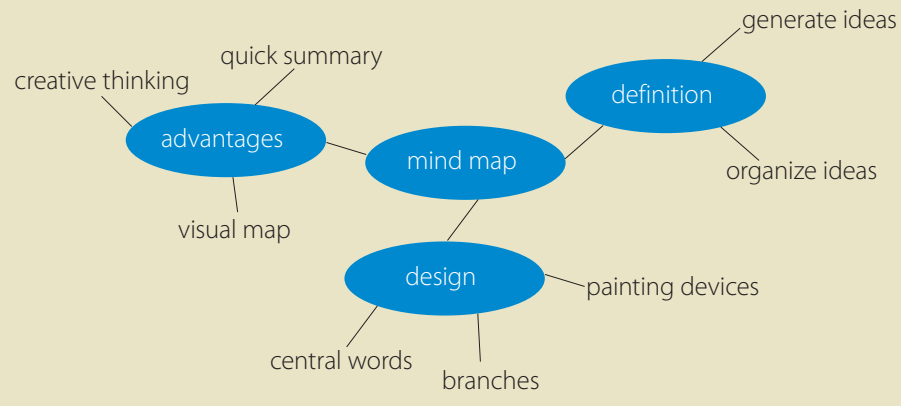 generate ideas
quick summary
creative thinking
definition
advantages
mind map
organize ideas
visual map
design
painting devices
central words
branches